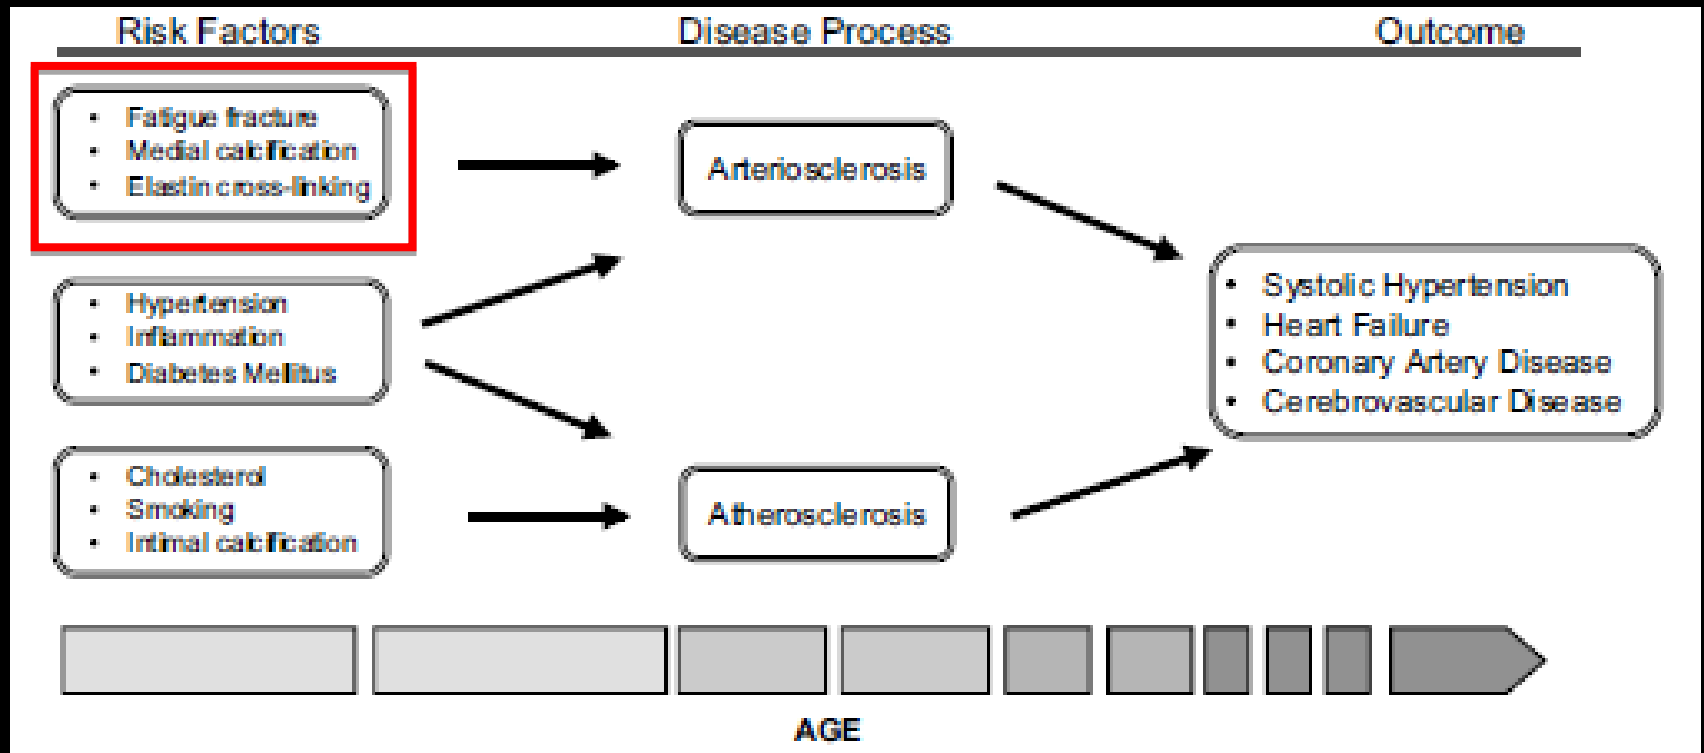 Risk Factors Disease Process Outcome
• Fatigue fracture
• Medial calcification
• Elastin cross-linking
Arteriosclerosis
• Hypertension
• Inflammation
• Diabetes Mellitus
• Systolic Hypertension
• Heart Failure
• Coronary Artery Disease
• Cerebrovascular Disease
• Cholesterol
• Smoking
• Intimal calcification
Atherosclerosis
AGE